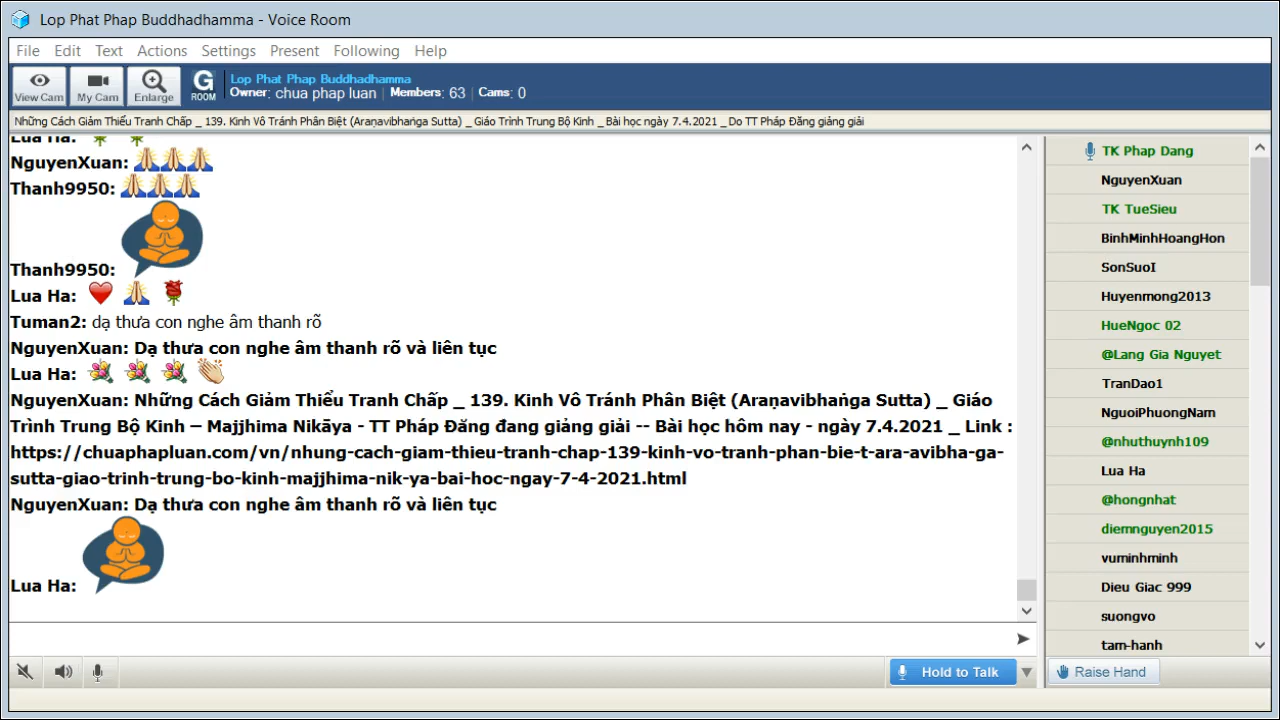 Lop Phat Phap Buddhadhamma - Voice Room
File Edit Text Actions Settings Present Following Help
View Cam My Cam Enlarge G ROOM
Lop Phat Phap Buddhadhamma
Owner: chua phap luan | Members: 63 | Cams: 0
Những Cách Giảm Thiểu Tranh Chấp _ 139. Kinh Vô Tránh Phân Biệt (Araṇavibhaṅga Sutta) _ Giáo Trình Trung Bộ Kinh _ Bài học ngày 7.4.2021 _ Do TT Pháp Đăng giảng giải
Lua Ha:
NguyenXuan:
Thanh9950:
Thanh9950:
Lua Ha:
Tuman2: dạ thưa con nghe âm thanh rõ
NguyenXuan: Dạ thưa con nghe âm thanh rõ và liên tục
Lua Ha:
NguyenXuan: Những Cách Giảm Thiểu Tranh Chấp _ 139. Kinh Vô Tránh Phân Biệt (Araṇavibhaṅga Sutta) _ Giáo
Trình Trung Bộ Kinh – Majjhima Nikāya - TT Pháp Đăng đang giảng giải -- Bài học hôm nay - ngày 7.4.2021 _ Link :
https://chuaphapluan.com/vn/nhung-cach-giam-thieu-tranh-chap-139-kinh-vo-tranh-phan-bie-t-ara-avibha-ga-
sutta-giao-trinh-trung-bo-kinh-majjhima-nik-ya-bai-hoc-ngay-7-4-2021.html
NguyenXuan: Dạ thưa con nghe âm thanh rõ và liên tục
Lua Ha:
TK Phap Dang
NguyenXuan
TK TueSieu
BinhMinhHoangHon
SonSuoI
Huyenmong2013
HueNgoc 02
@Lang Gia Nguyet
TranDao1
NguoiPhuongNam
@nhuthuynh109
Lua Ha
@hongnhat
diemnguyen2015
vuminhminh
Dieu Giac 999
suongvo
tam-hanh
Hold to Talk
Raise Hand